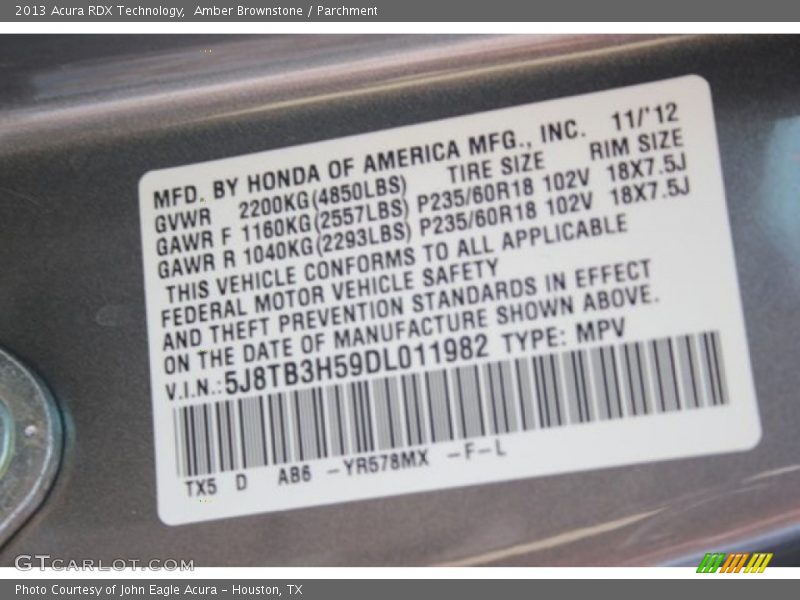 2013 Acura RDX Technology,  Amber Brownstone / Parchment
MFD. BY HONDA OF AMERICA MFG., INC. 11/'12
GVWR 2200KG(4850LBS) TIRE SIZE RIM SIZE
GAWR F 1160KG(2557LBS) P235/60R18 102V 18X7.5J
GAWR R 1040KG(2293LBS) P235/60R18 102V 18X7.5J
THIS VEHICLE CONFORMS TO ALL APPLICABLE
FEDERAL MOTOR VEHICLE SAFETY
AND THEFT PREVENTION STANDARDS IN EFFECT
ON THE DATE OF MANUFACTURE SHOWN ABOVE.
V.I.N.:5J8TB3H59DL011982 TYPE: MPV
TX5 D AB6 -YR578MX -F-L
GTCARLOT.COM
Photo Courtesy of John Eagle Acura - Houston, TX